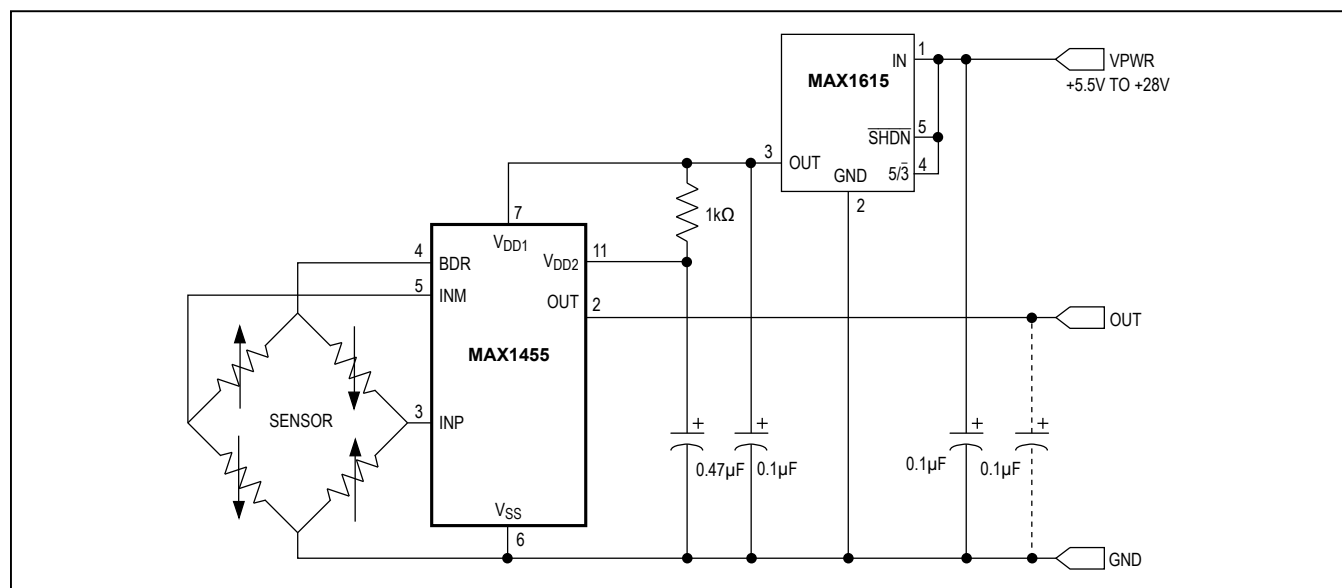 IN
1
VPWR
+5.5V TO +28V
MAX1615
SHDN
5
3
OUT
5/3̅
4
GND
2
1kΩ
7
VDD1
4
BDR
VDD2
11
5
INM
OUT
2
OUT
MAX1455
SENSOR
3
INP
+
+
+
+
0.47µF
0.1µF
0.1µF
0.1µF
VSS
6
GND